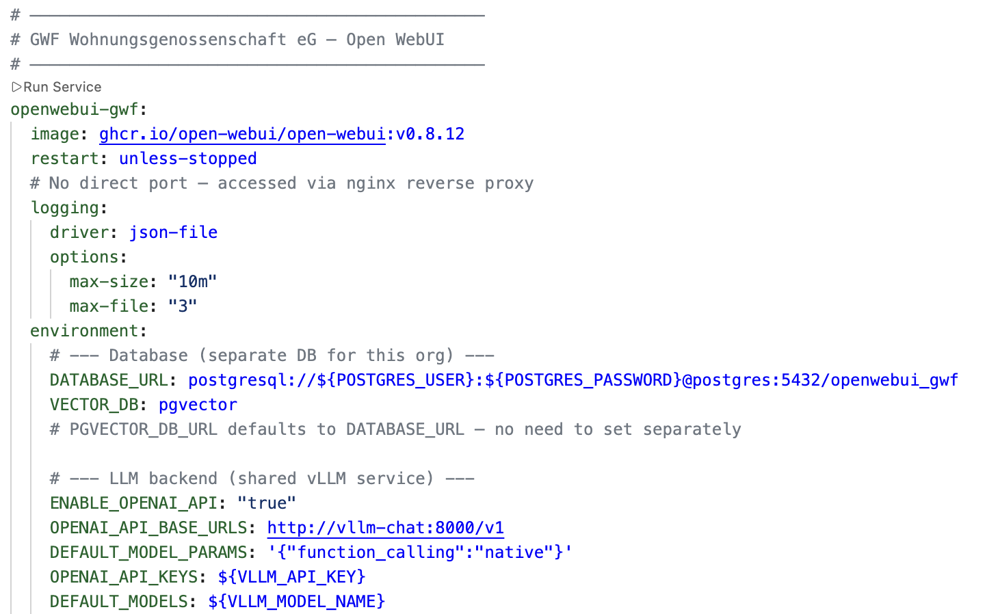 # ──────────────────────────────────────────────
# GWF Wohnungsgenossenschaft eG — Open WebUI
# ──────────────────────────────────────────────
▷Run Service
openwebui-gwf:
  image: ghcr.io/open-webui/open-webui:v0.8.12
  restart: unless-stopped
  # No direct port — accessed via nginx reverse proxy
  logging:
    driver: json-file
    options:
      max-size: "10m"
      max-file: "3"
  environment:
    # --- Database (separate DB for this org) ---
    DATABASE_URL: postgresql://${POSTGRES_USER}:${POSTGRES_PASSWORD}@postgres:5432/openwebui_gwf
    VECTOR_DB: pgvector
    # PGVECTOR_DB_URL defaults to DATABASE_URL — no need to set separately

    # --- LLM backend (shared vLLM service) ---
    ENABLE_OPENAI_API: "true"
    OPENAI_API_BASE_URLS: http://vllm-chat:8000/v1
    DEFAULT_MODEL_PARAMS: '{"function_calling":"native"}'
    OPENAI_API_KEYS: ${VLLM_API_KEY}
    DEFAULT_MODELS: ${VLLM_MODEL_NAME}